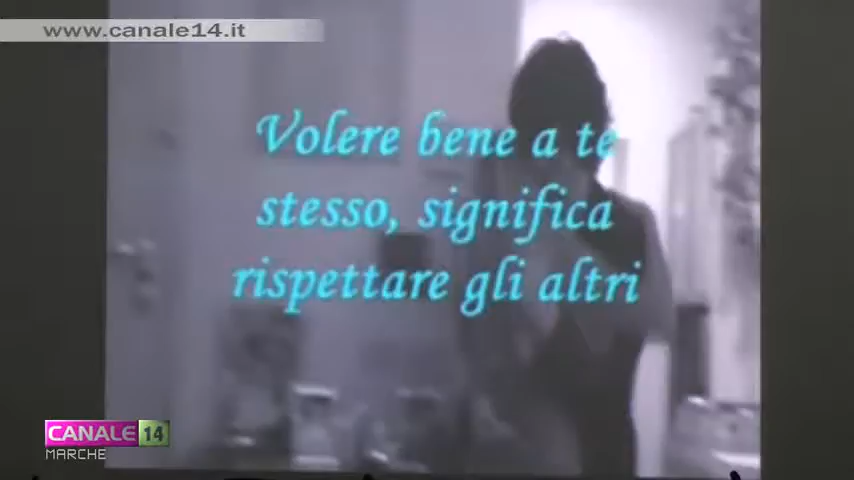 www.canale14.it
Volere bene a te
stesso, significa
rispettare gli altri
CANALE 14
MARCHE